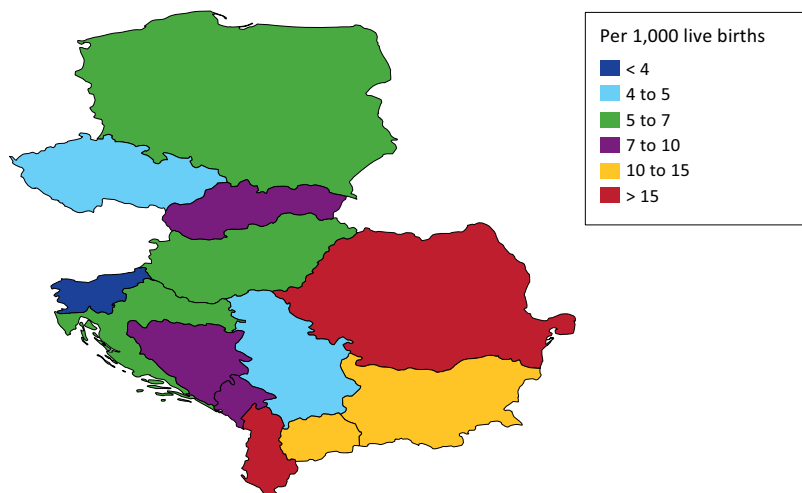 Per 1,000 live births
< 4
4 to 5
5 to 7
7 to 10
10 to 15
> 15